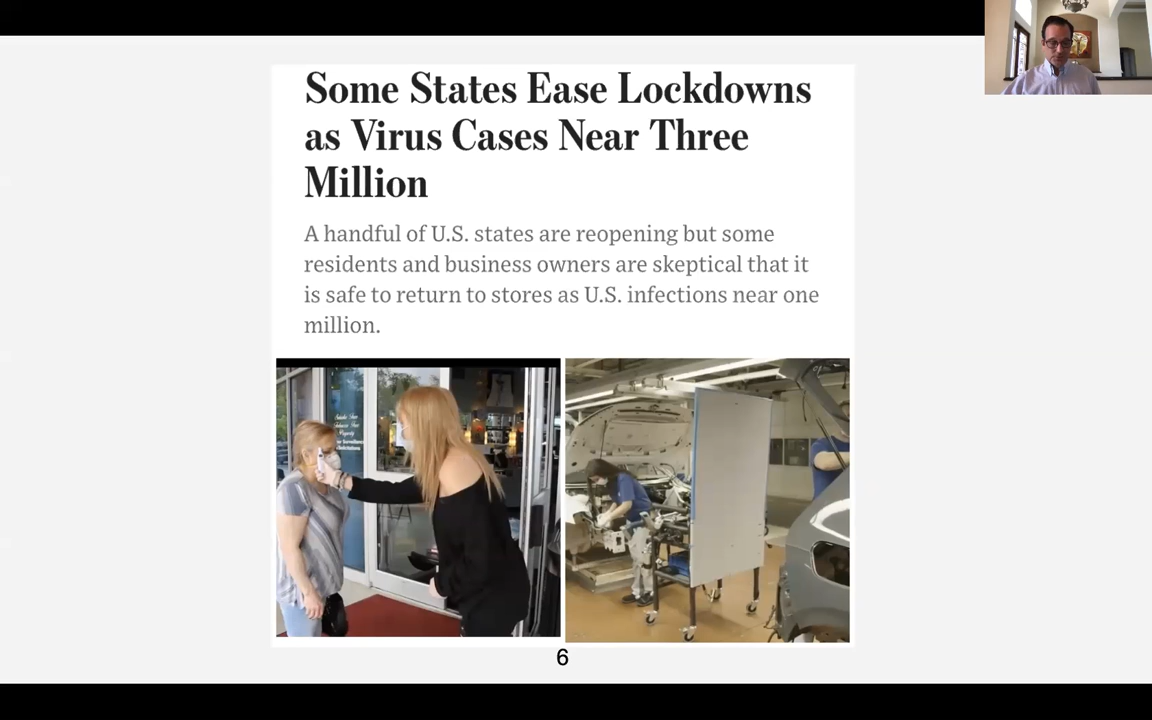 Some States Ease Lockdowns
as Virus Cases Near Three
Million
A handful of U.S. states are reopening but some
residents and business owners are skeptical that it
is safe to return to stores as U.S. infections near one
million.
6